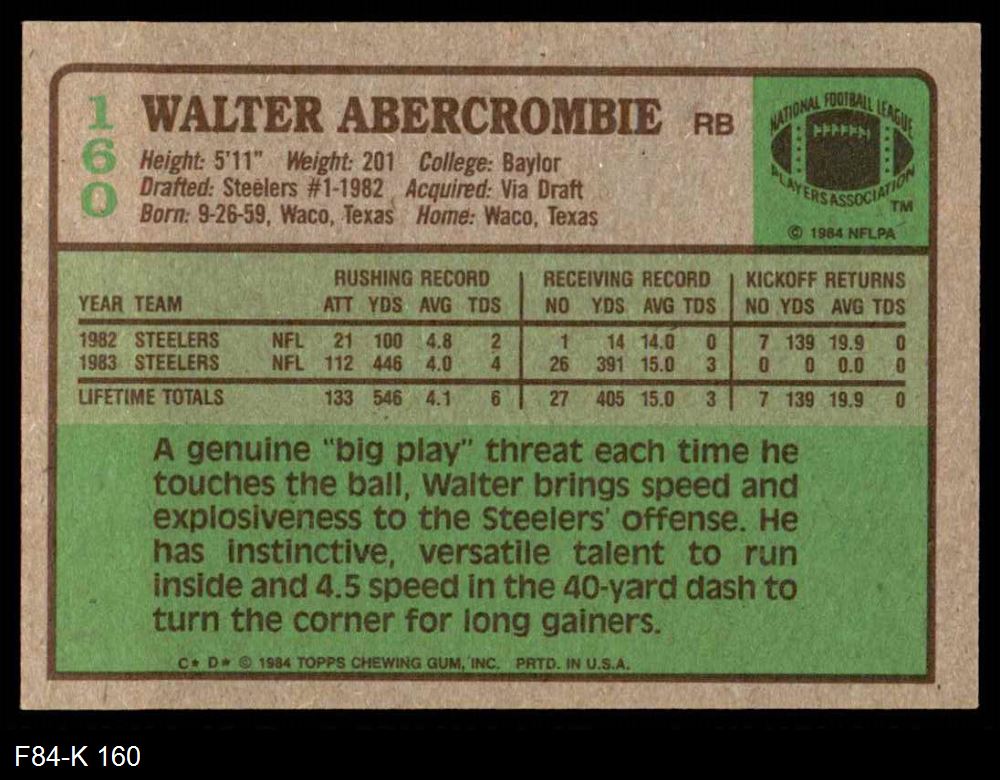 160
WALTER ABERCROMBIE RB
Height: 5'11" Weight: 201 College: Baylor
Drafted: Steelers #1-1982 Acquired: Via Draft
Born: 9-26-59, Waco, Texas Home: Waco, Texas
NATIONAL FOOTBALL LEAGUE
PLAYERS ASSOCIATION
TM
© 1984 NFLPA
RUSHING RECORD RECEIVING RECORD KICKOFF RETURNS
YEAR TEAM ATT YDS AVG TDS NO YDS AVG TDS NO YDS AVG TDS
1982 STEELERS NFL 21 100 4.8 2 1 14 14.0 0 7 139 19.9 0
1983 STEELERS NFL 112 446 4.0 4 26 391 15.0 3 0 0 0.0 0
LIFETIME TOTALS 133 546 4.1 6 27 405 15.0 3 7 139 19.9 0
A genuine "big play" threat each time he
touches the ball, Walter brings speed and
explosiveness to the Steelers' offense. He
has instinctive, versatile talent to run
inside and 4.5 speed in the 40-yard dash to
turn the corner for long gainers.
C* D* © 1984 TOPPS CHEWING GUM, INC. PRTD. IN U.S.A.
F84-K 160